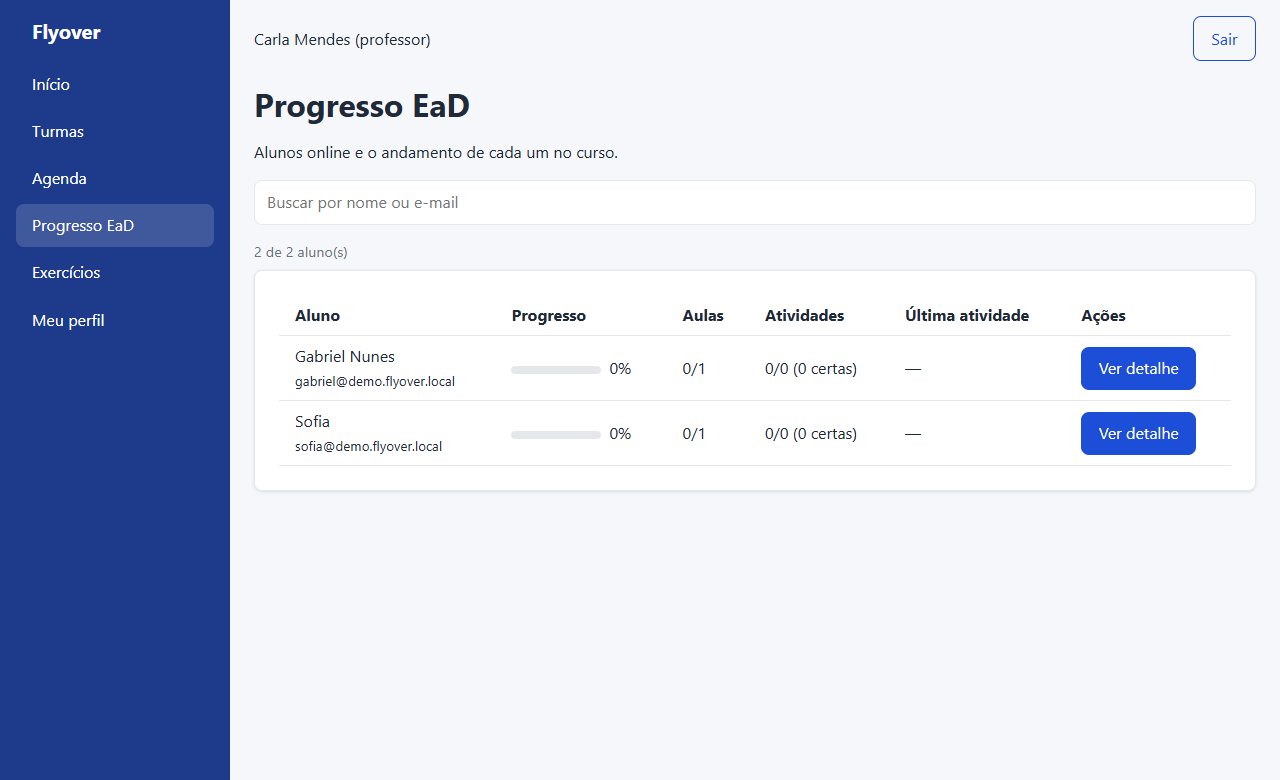 Flyover
Início
Turmas
Agenda
Progresso EaD
Exercícios
Meu perfil
Carla Mendes (professor)
Sair
Progresso EaD
Alunos online e o andamento de cada um no curso.
Buscar por nome ou e-mail
2 de 2 aluno(s)
Aluno Progresso Aulas Atividades Última atividade Ações
Gabriel Nunes
gabriel@demo.flyover.local
0% 0/1 0/0 (0 certas) — Ver detalhe
Sofia
sofia@demo.flyover.local
0% 0/1 0/0 (0 certas) — Ver detalhe